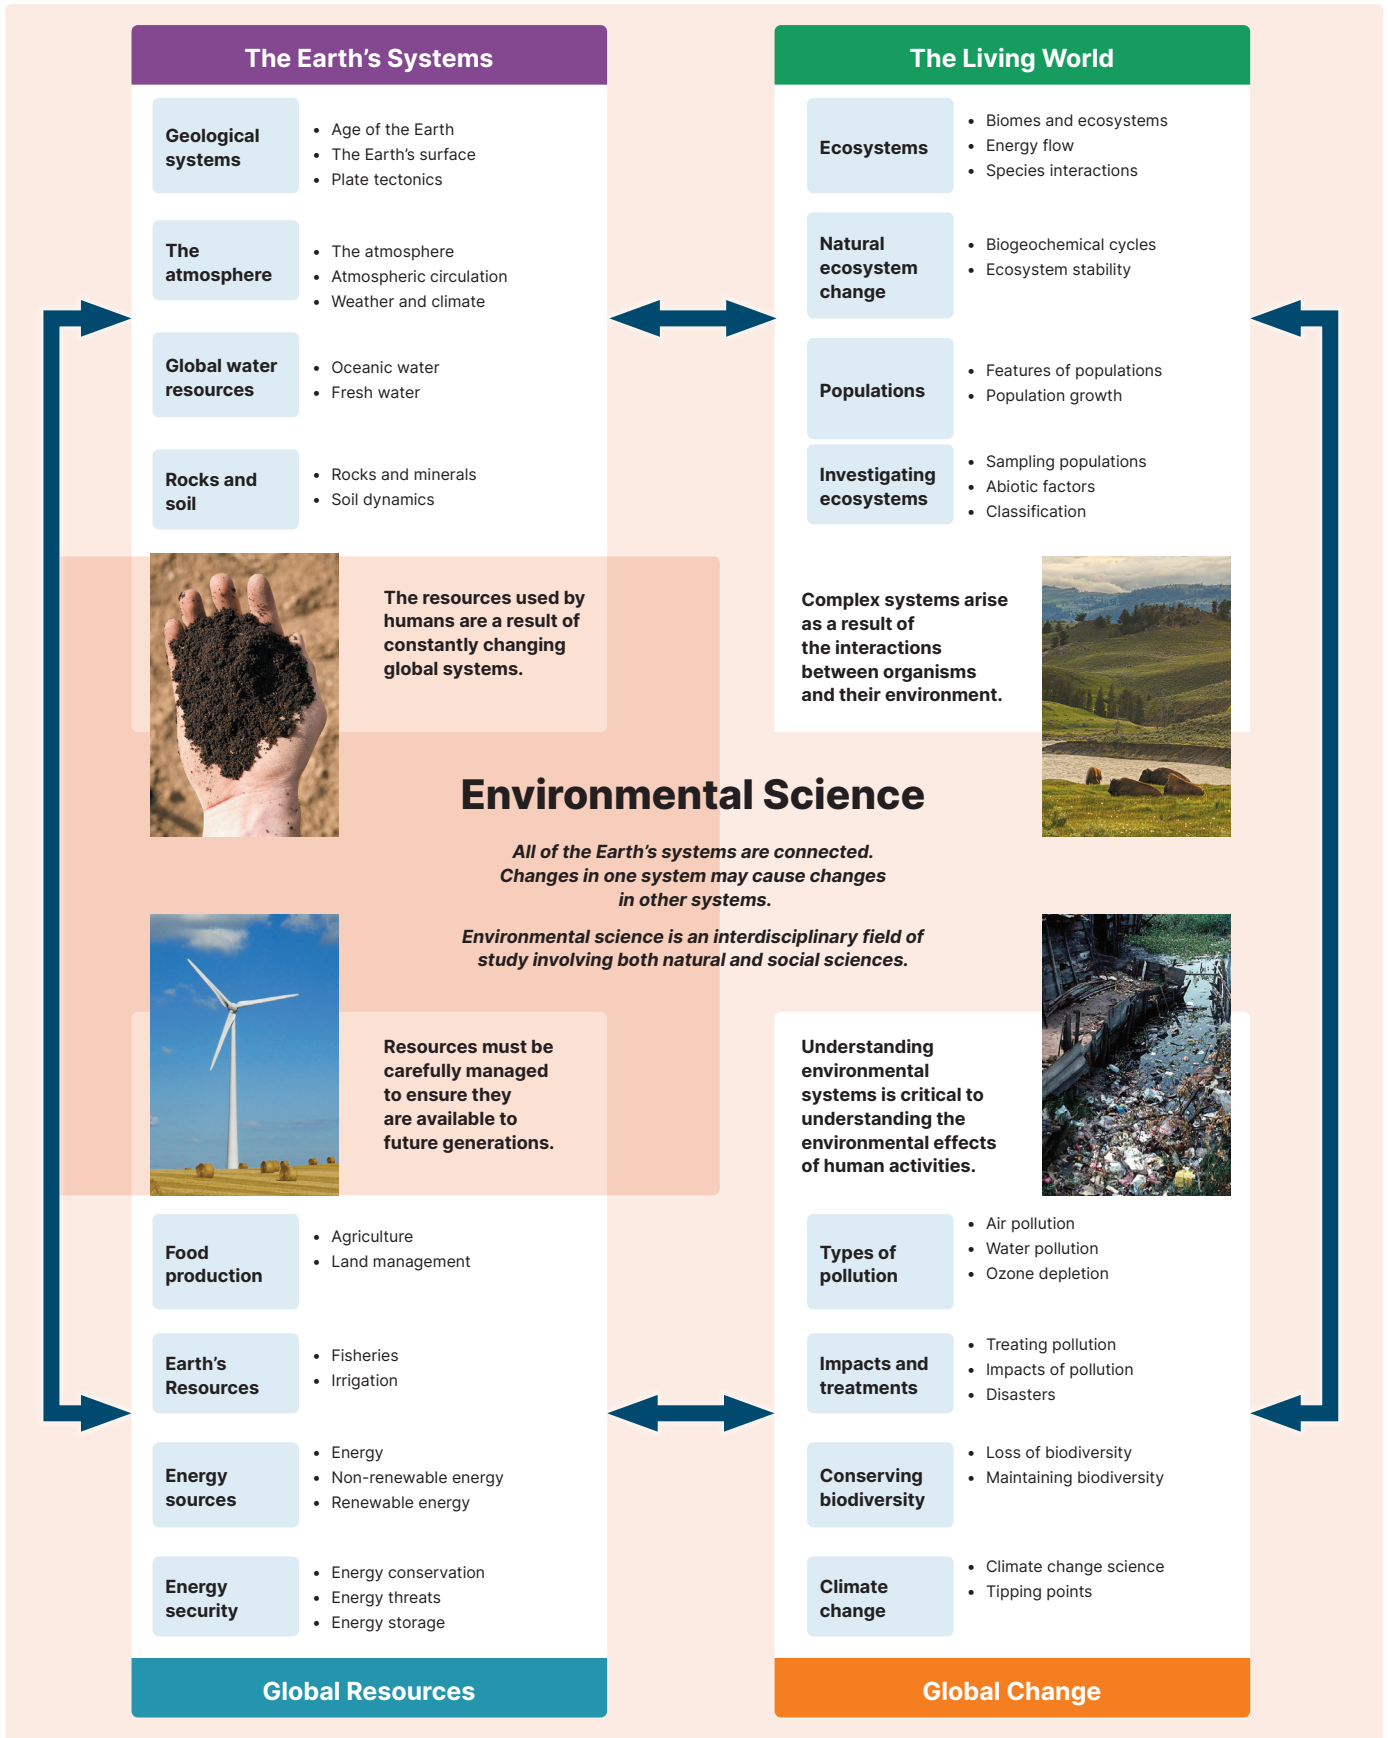 The Earth’s Systems
Geological
systems
• Age of the Earth
• The Earth’s surface
• Plate tectonics
The
atmosphere
• The atmosphere
• Atmospheric circulation
• Weather and climate
Global water
resources
• Oceanic water
• Fresh water
Rocks and
soil
• Rocks and minerals
• Soil dynamics
The resources used by
humans are a result of
constantly changing
global systems.
The Living World
Ecosystems
• Biomes and ecosystems
• Energy flow
• Species interactions
Natural
ecosystem
change
• Biogeochemical cycles
• Ecosystem stability
Populations
• Features of populations
• Population growth
Investigating
ecosystems
• Sampling populations
• Abiotic factors
• Classification
Complex systems arise
as a result of
the interactions
between organisms
and their environment.
Environmental Science
All of the Earth’s systems are connected.
Changes in one system may cause changes
in other systems.
Environmental science is an interdisciplinary field of
study involving both natural and social sciences.
Resources must be
carefully managed
to ensure they
are available to
future generations.
Food
production
• Agriculture
• Land management
Earth’s
Resources
• Fisheries
• Irrigation
Energy
sources
• Energy
• Non-renewable energy
• Renewable energy
Energy
security
• Energy conservation
• Energy threats
• Energy storage
Global Resources
Understanding
environmental
systems is critical to
understanding the
environmental effects
of human activities.
Types of
pollution
• Air pollution
• Water pollution
• Ozone depletion
Impacts and
treatments
• Treating pollution
• Impacts of pollution
• Disasters
Conserving
biodiversity
• Loss of biodiversity
• Maintaining biodiversity
Climate
change
• Climate change science
• Tipping points
Global Change